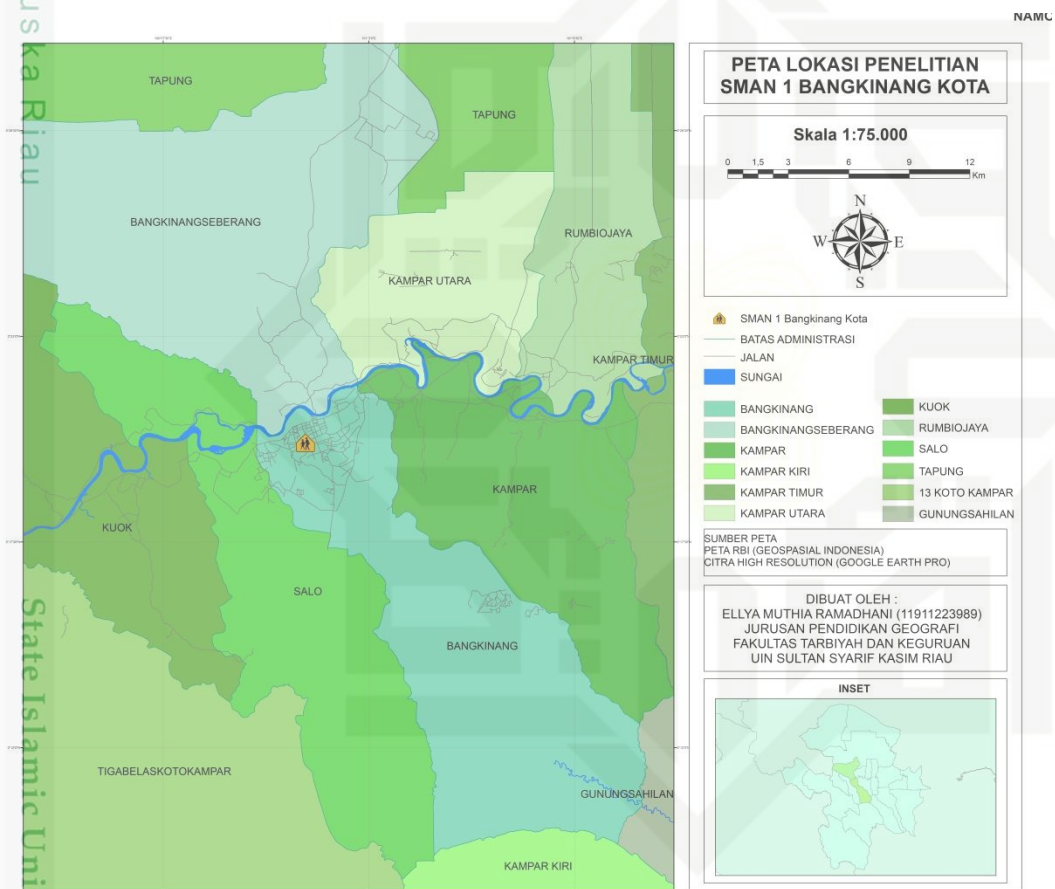 NAMO
uska Riau
State Islamic Uni
TAPUNG
TAPUNG
BANGKINANGSEBERANG
RUMBIOJAYA
KAMPAR UTARA
KAMPAR TIMUR
KAMPAR
KUOK
SALO
BANGKINANG
TIGABELASKOTOKAMPAR
GUNUNGSAHILAN
KAMPAR KIRI
PETA LOKASI PENELITIAN
SMAN 1 BANGKINANG KOTA
Skala 1:75.000
0 1,5 3 6 9 12
Km
N
W E
S
SMAN 1 Bangkinang Kota
BATAS ADMINISTRASI
JALAN
SUNGAI
BANGKINANG
BANGKINANGSEBERANG
KAMPAR
KAMPAR KIRI
KAMPAR TIMUR
KAMPAR UTARA
KUOK
RUMBIOJAYA
SALO
TAPUNG
13 KOTO KAMPAR
GUNUNGSAHILAN
SUMBER PETA
PETA RBI (GEOSPASIAL INDONESIA)
CITRA HIGH RESOLUTION (GOOGLE EARTH PRO)
DIBUAT OLEH :
ELLYA MUTHIA RAMADHANI (11911223989)
JURUSAN PENDIDIKAN GEOGRAFI
FAKULTAS TARBIYAH DAN KEGURUAN
UIN SULTAN SYARIF KASIM RIAU
INSET